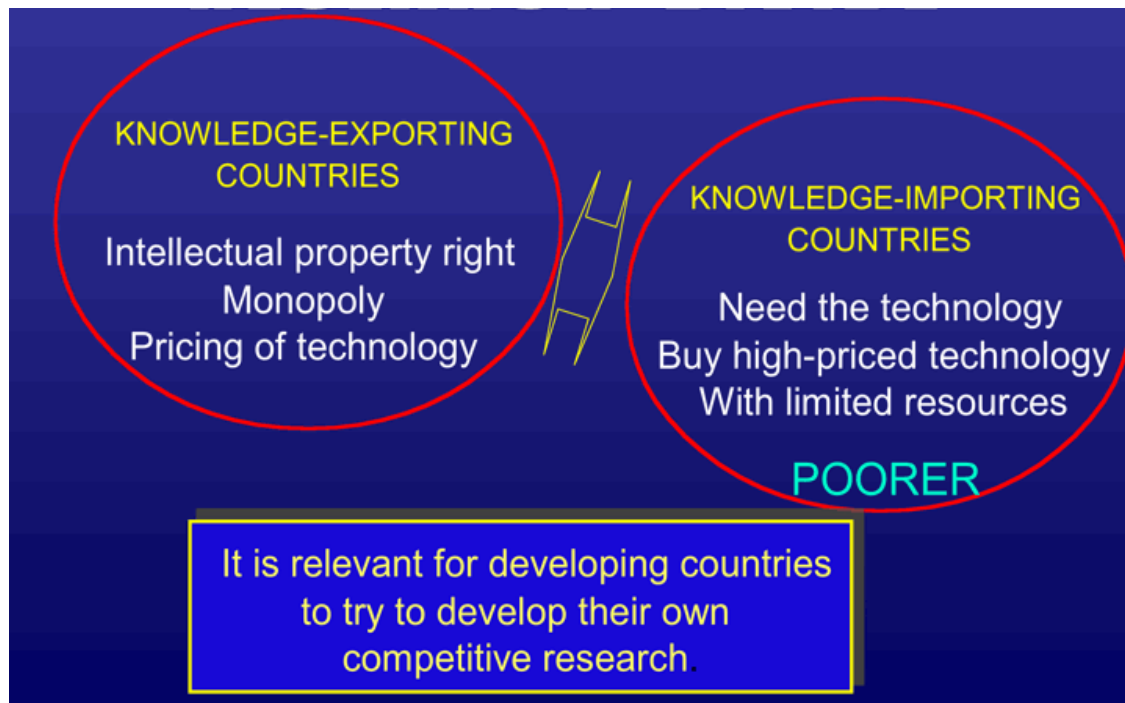 KNOWLEDGE-EXPORTING
COUNTRIES
Intellectual property right
Monopoly
Pricing of technology
KNOWLEDGE-IMPORTING
COUNTRIES
Need the technology
Buy high-priced technology
With limited resources
POORER
It is relevant for developing countries
to try to develop their own
competitive research.